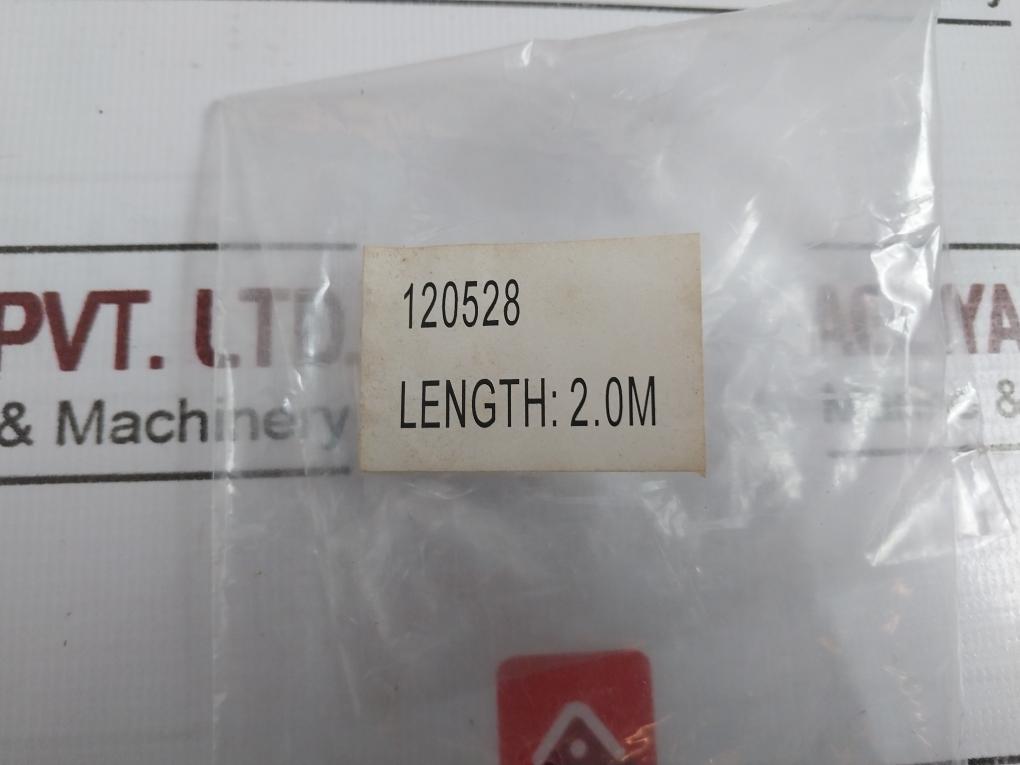 120528
LENGTH: 2.0M
PVT. LTD.
& Machinery
&